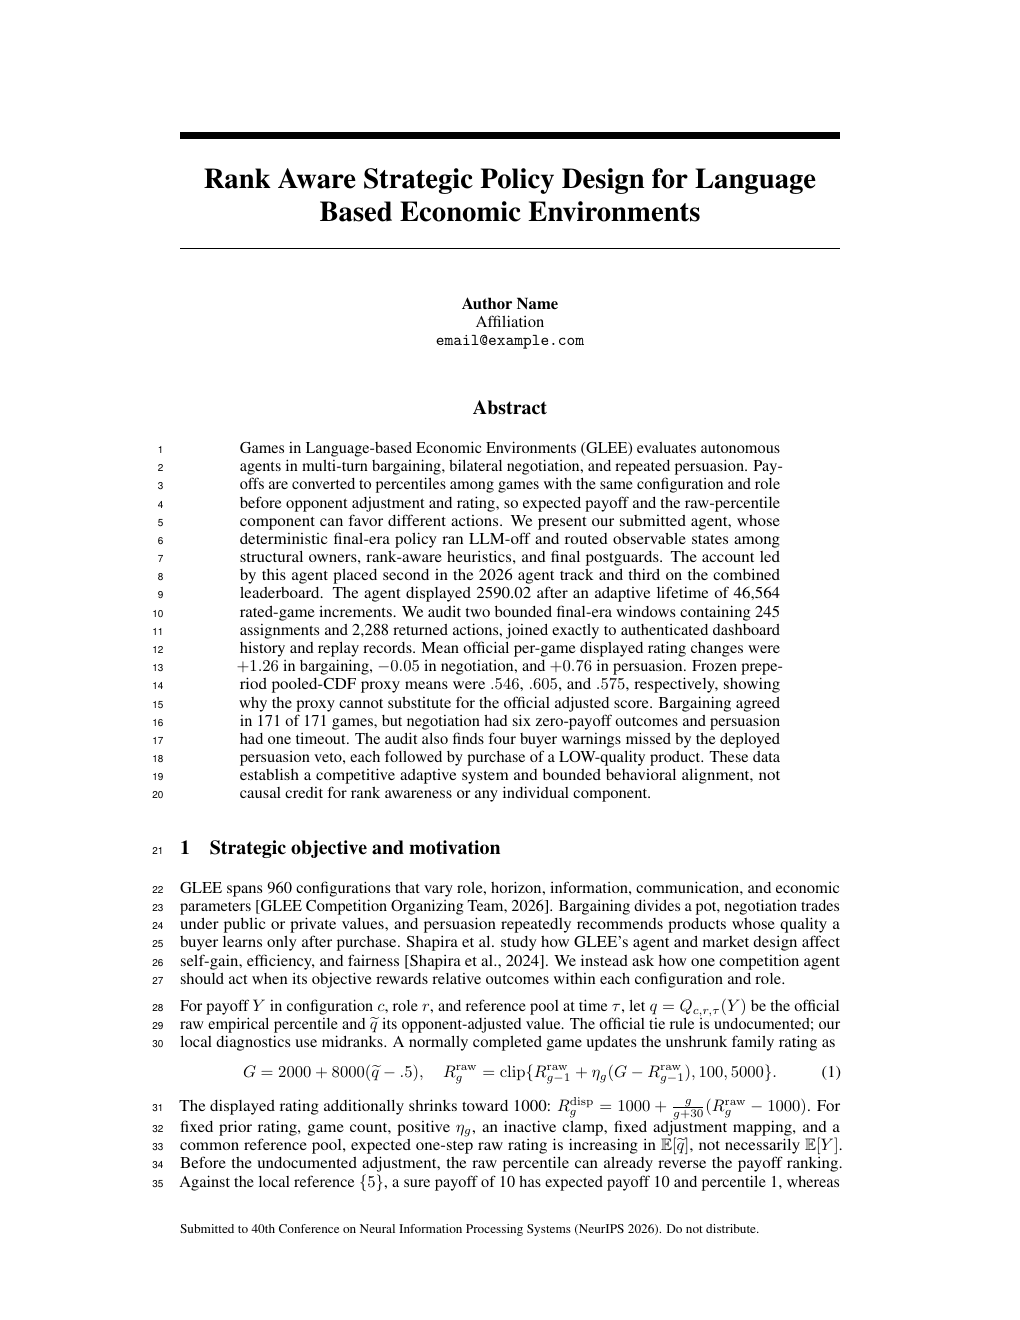 Rank Aware Strategic Policy Design for Language
Based Economic Environments
Author Name
Affiliation
email@example.com
Abstract
1 Games in Language-based Economic Environments (GLEE) evaluates autonomous
2 agents in multi-turn bargaining, bilateral negotiation, and repeated persuasion. Pay-
3 offs are converted to percentiles among games with the same configuration and role
4 before opponent adjustment and rating, so expected payoff and the raw-percentile
5 component can favor different actions. We present our submitted agent, whose
6 deterministic final-era policy ran LLM-off and routed observable states among
7 structural owners, rank-aware heuristics, and final postguards. The account led
8 by this agent placed second in the 2026 agent track and third on the combined
9 leaderboard. The agent displayed 2590.02 after an adaptive lifetime of 46,564
10 rated-game increments. We audit two bounded final-era windows containing 245
11 assignments and 2,288 returned actions, joined exactly to authenticated dashboard
12 history and replay records. Mean official per-game displayed rating changes were
13 +1.26 in bargaining, −0.05 in negotiation, and +0.76 in persuasion. Frozen prepe-
14 riod pooled-CDF proxy means were .546, .605, and .575, respectively, showing
15 why the proxy cannot substitute for the official adjusted score. Bargaining agreed
16 in 171 of 171 games, but negotiation had six zero-payoff outcomes and persuasion
17 had one timeout. The audit also finds four buyer warnings missed by the deployed
18 persuasion veto, each followed by purchase of a LOW-quality product. These data
19 establish a competitive adaptive system and bounded behavioral alignment, not
20 causal credit for rank awareness or any individual component.
21 1 Strategic objective and motivation
22 GLEE spans 960 configurations that vary role, horizon, information, communication, and economic
23 parameters [GLEE Competition Organizing Team, 2026]. Bargaining divides a pot, negotiation trades
24 under public or private values, and persuasion repeatedly recommends products whose quality a
25 buyer learns only after purchase. Shapira et al. study how GLEE's agent and market design affect
26 self-gain, efficiency, and fairness [Shapira et al., 2024]. We instead ask how one competition agent
27 should act when its objective rewards relative outcomes within each configuration and role.
28 For payoff Y in configuration c, role r, and reference pool at time τ, let q = Q_{c,r,τ}(Y) be the official
29 raw empirical percentile and q̃ its opponent-adjusted value. The official tie rule is undocumented; our
30 local diagnostics use midranks. A normally completed game updates the unshrunk family rating as
G = 2000 + 8000(q̃ − .5), R_g^{raw} = clip{R_{g−1}^{raw} + η_g(G − R_{g−1}^{raw}), 100, 5000}. (1)
31 The displayed rating additionally shrinks toward 1000: R_g^{disp} = 1000 + \frac{g}{g+30}(R_g^{raw} − 1000). For
32 fixed prior rating, game count, positive η_g, an inactive clamp, fixed adjustment mapping, and a
33 common reference pool, expected one-step raw rating is increasing in 𝔼[q̃], not necessarily 𝔼[Y].
34 Before the undocumented adjustment, the raw percentile can already reverse the payoff ranking.
35 Against the local reference {5}, a sure payoff of 10 has expected payoff 10 and percentile 1, whereas
Submitted to 40th Conference on Neural Information Processing Systems (NeurIPS 2026). Do not distribute.